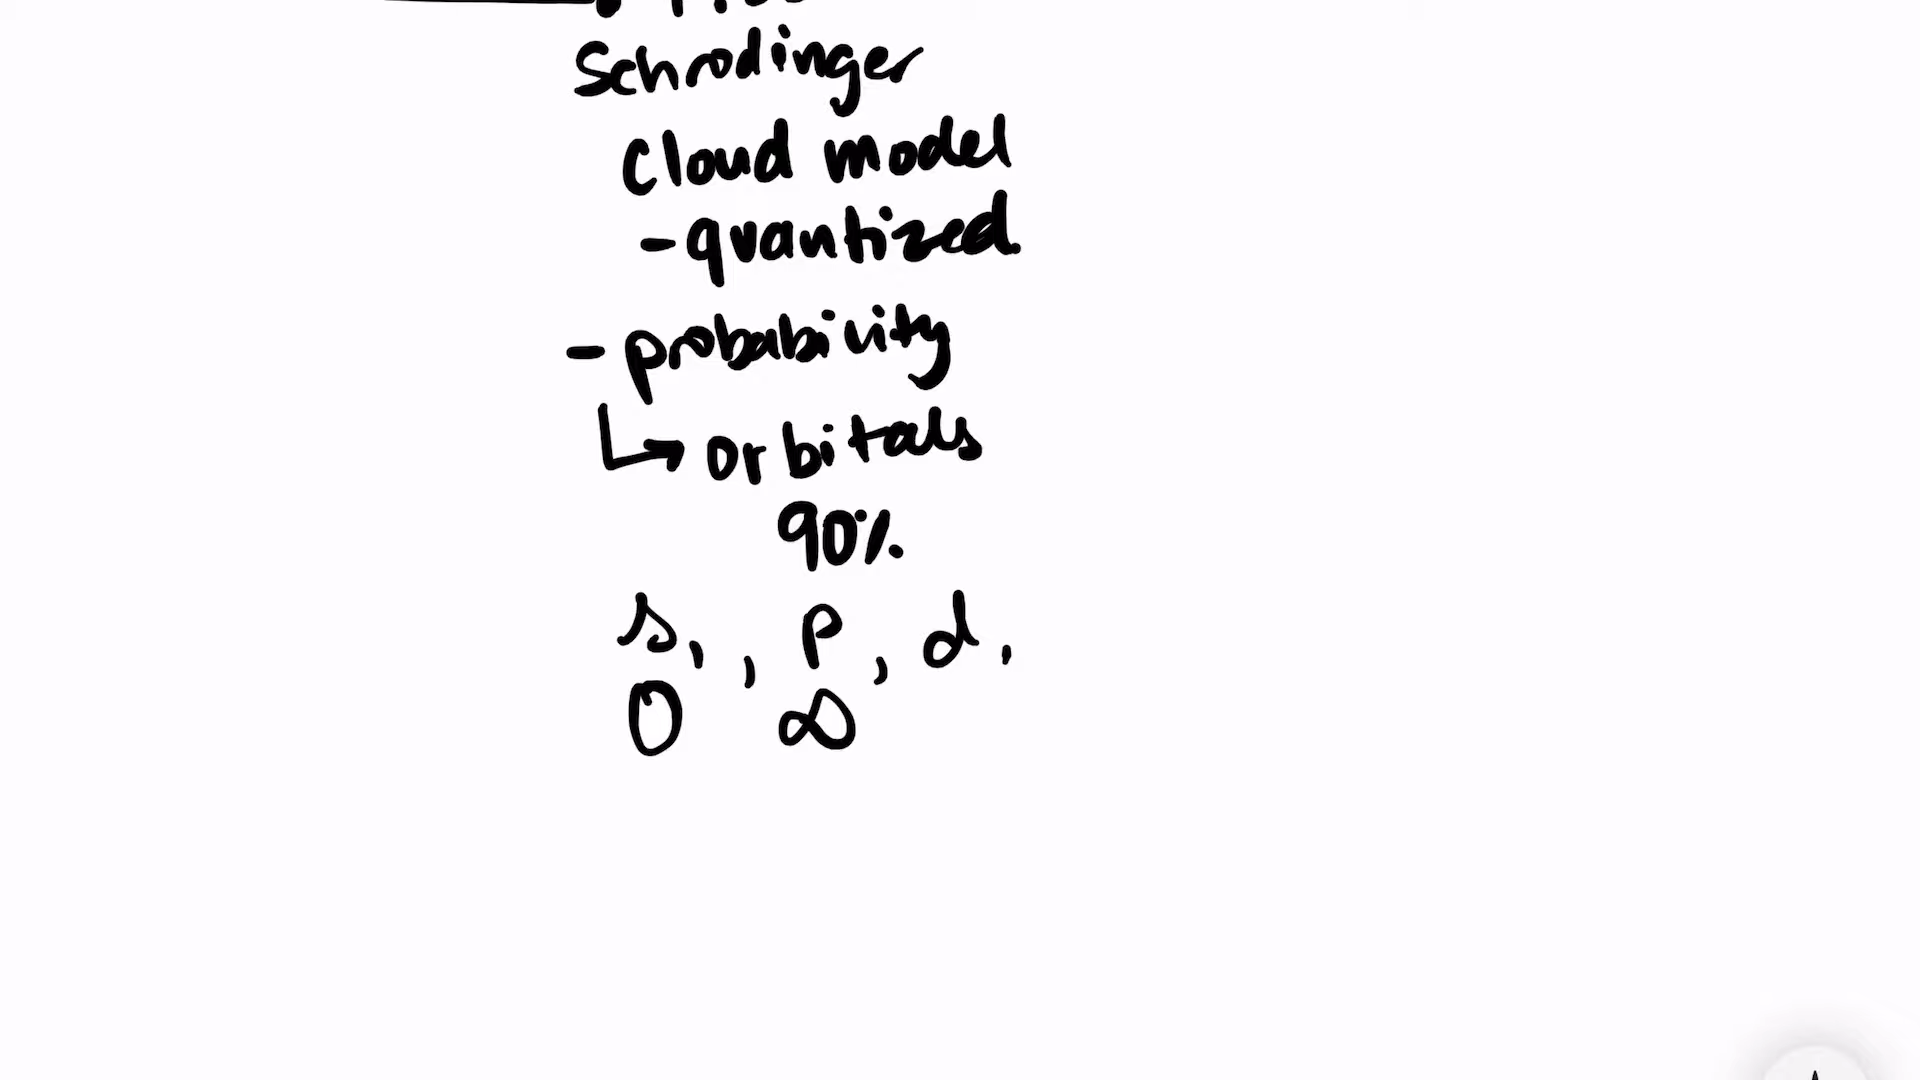 Schrodinger
Cloud model
-quantized.
- probability
↳ orbitals
90%
s, , p, d,